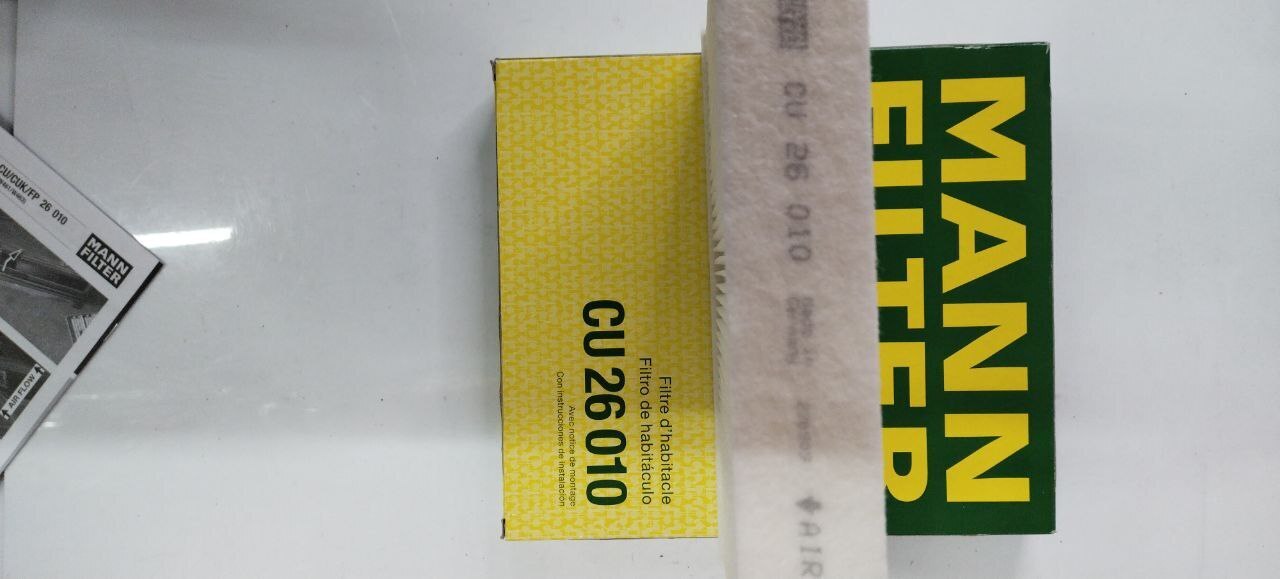 CU/CUK/FP 26 010
MANN
FILTER
AIR FLOW
Filtre d'habitacle
Filtro de habitáculo
CU 26 010
Avec notice de montage
Con instrucciones de instalación
CU 26 010
AIR
MANN
FILTER